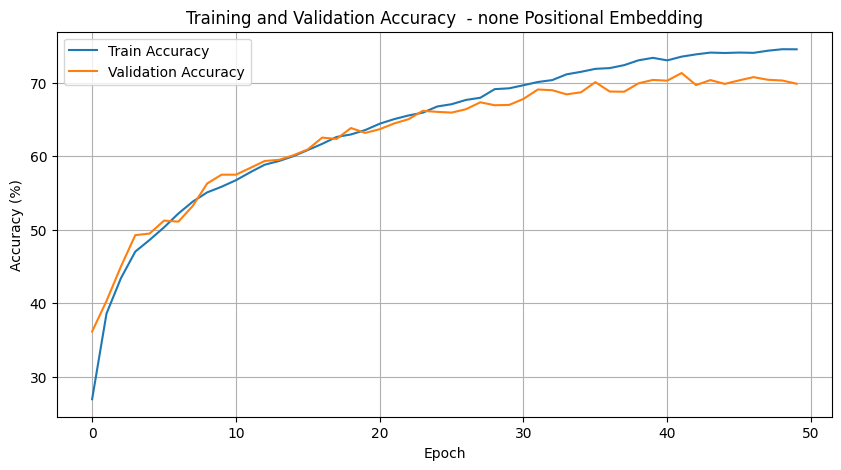 Training and Validation Accuracy  - none Positional Embedding
Train Accuracy
Validation Accuracy
Accuracy (%)
70
60
50
40
30
0 10 20 30 40 50
Epoch